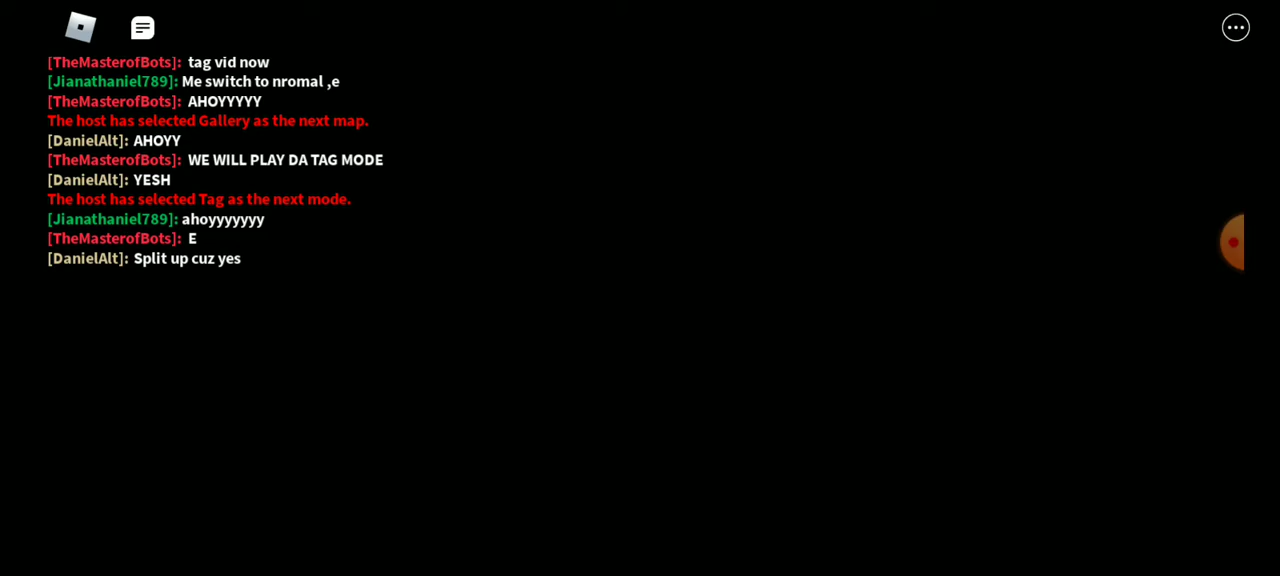 [TheMasterofBots]: tag vid now
[Jianathaniel789]: Me switch to nromal ,e
[TheMasterofBots]: AHOYYYYY
The host has selected Gallery as the next map.
[DanielAlt]: AHOYY
[TheMasterofBots]: WE WILL PLAY DA TAG MODE
[DanielAlt]: YESH
The host has selected Tag as the next mode.
[Jianathaniel789]: ahoyyyyyyy
[TheMasterofBots]: E
[DanielAlt]: Split up cuz yes